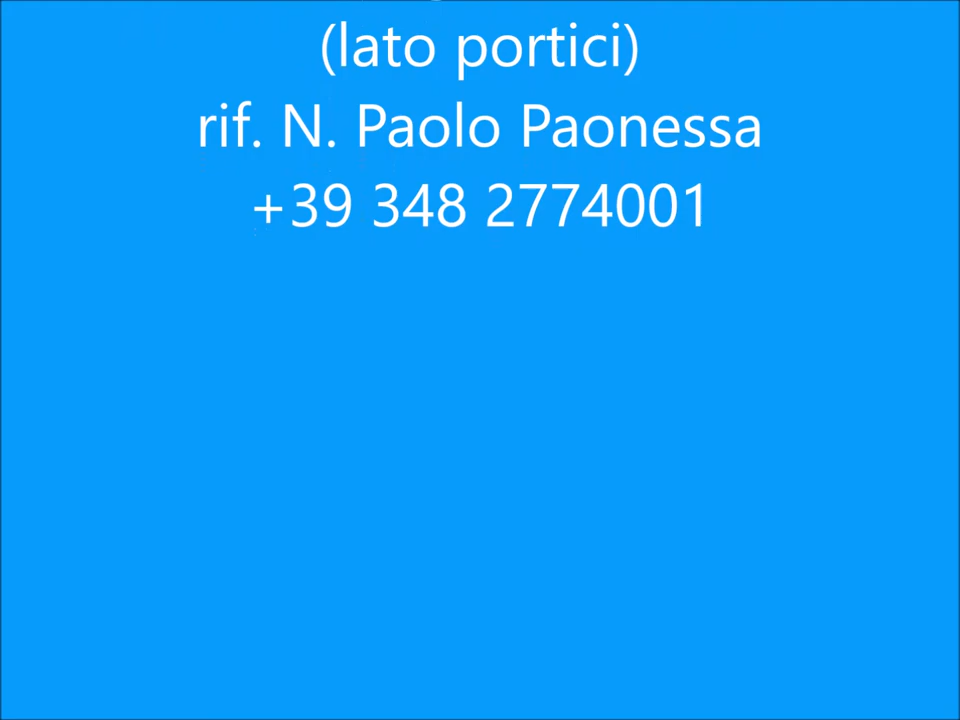 (lato portici)
rif. N. Paolo Paonessa
+39 348 2774001